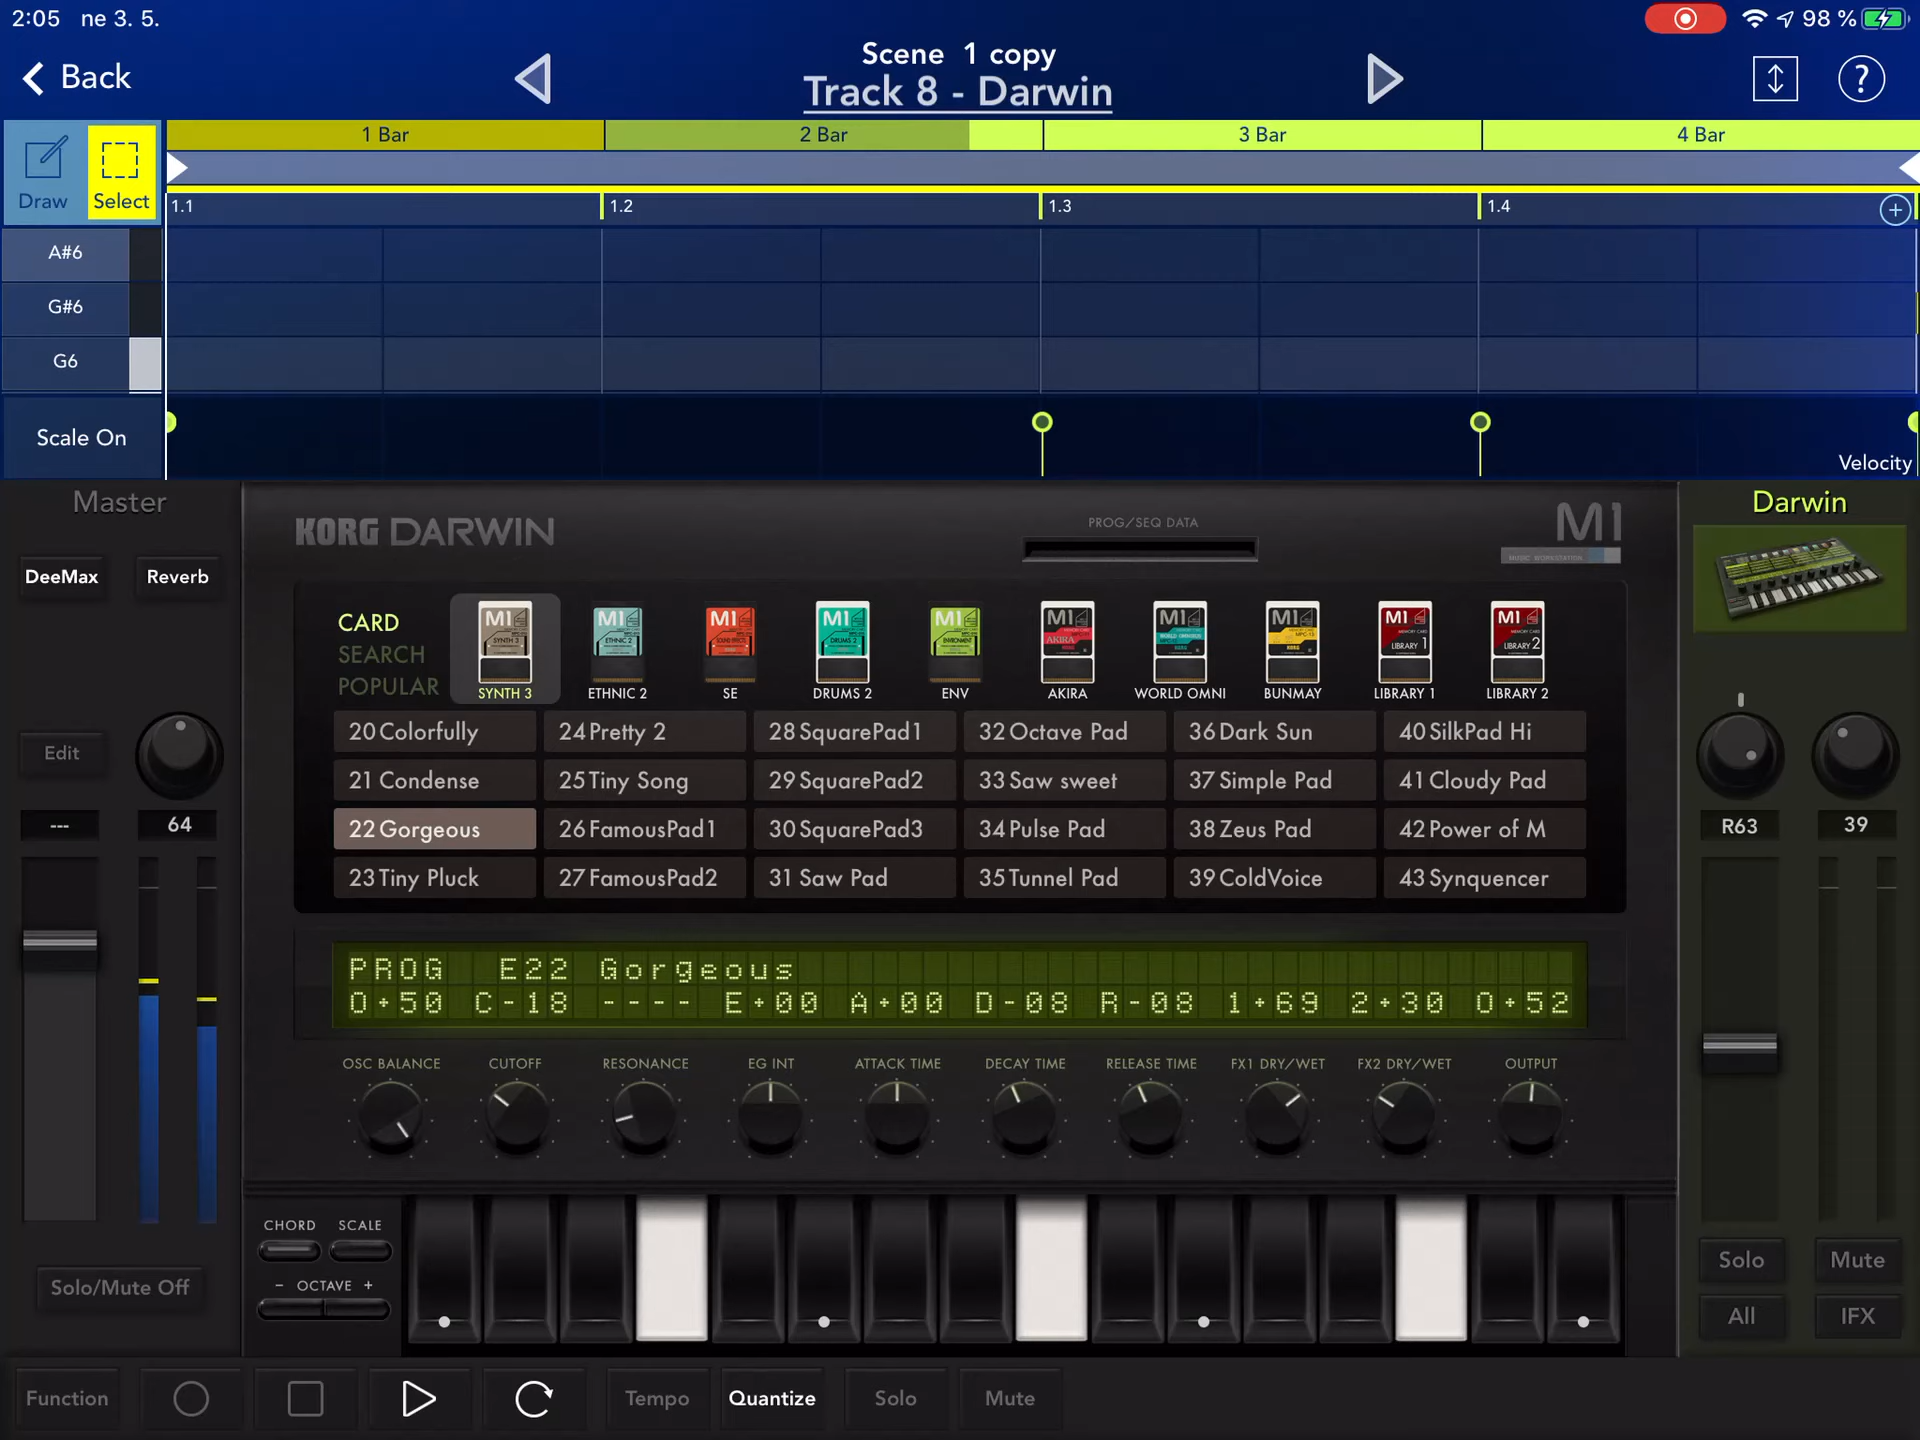 2:05 ne 3. 5. 98 %
Scene 1 copy
Back
Track 8 - Darwin
?
1 Bar 2 Bar 3 Bar 4 Bar
Draw Select
1.1 1.2 1.3 1.4
A#6
G#6
G6
Scale On
Velocity
Master
Darwin
KORG DARWIN
PROG/SEQ DATA
M1
MUSIC WORKSTATION
DeeMax Reverb
CARD
SEARCH
POPULAR
SYNTH 3 ETHNIC 2 SE DRUMS 2 ENV AKIRA WORLD OMNI BUNMAY LIBRARY 1 LIBRARY 2
20 Colorfully 24 Pretty 2 28 SquarePad1 32 Octave Pad 36 Dark Sun 40 SilkPad Hi
21 Condense 25 Tiny Song 29 SquarePad2 33 Saw sweet 37 Simple Pad 41 Cloudy Pad
22 Gorgeous 26 FamousPad1 30 SquarePad3 34 Pulse Pad 38 Zeus Pad 42 Power of M
23 Tiny Pluck 27 FamousPad2 31 Saw Pad 35 Tunnel Pad 39 ColdVoice 43 Synquencer
Edit
--- 64
R63 39
PROG E22 Gorgeous
O+50 C-18 ---- E+00 A+00 D-08 R-08 1+69 2+30 O+52
OSC BALANCE CUTOFF RESONANCE EG INT ATTACK TIME DECAY TIME RELEASE TIME FX1 DRY/WET FX2 DRY/WET OUTPUT
CHORD SCALE
- OCTAVE +
Solo/Mute Off
Solo Mute
All IFX
Function Tempo Quantize Solo Mute